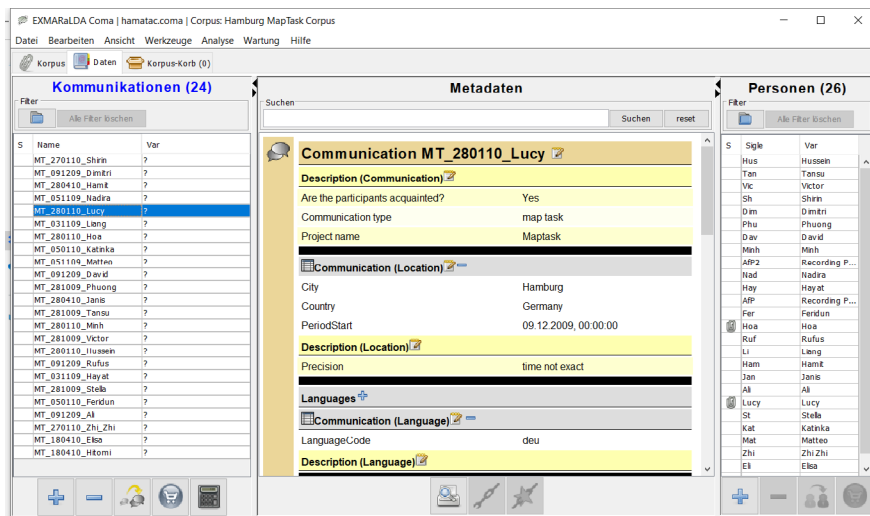 EXMARaLDA Coma | hamatac.coma | Corpus: Hamburg MapTask Corpus
Datei Bearbeiten Ansicht Werkzeuge Analyse Wartung Hilfe
Korpus Daten Korpus-Korb (0)
Kommunikationen (24)
Filter
Alle Filter löschen
S Name Var
MT_270110_Shirin ?
MT_091209_Dimitri ?
MT_280410_Hamit ?
MT_051109_Nadira ?
MT_280110_Lucy ?
MT_031109_Liang ?
MT_280110_Hoa ?
MT_050110_Katinka ?
MT_051109_Matteo ?
MT_091209_David ?
MT_281009_Phuong ?
MT_280410_Janis ?
MT_281009_Tansu ?
MT_280110_Minh ?
MT_281009_Victor ?
MT_280110_Hussein ?
MT_091209_Rufus ?
MT_031109_Hayat ?
MT_281009_Stella ?
MT_050110_Feridun ?
MT_091209_Ali ?
MT_270110_Zhi_Zhi ?
MT_180410_Elisa ?
MT_180410_Hitomi ?
Metadaten
Suchen
Suchen reset
Communication MT_280110_Lucy
Description (Communication)
Are the participants acquainted? Yes
Communication type map task
Project name Maptask
Communication (Location)
City Hamburg
Country Germany
PeriodStart 09.12.2009, 00:00:00
Description (Location)
Precision time not exact
Languages
Communication (Language)
LanguageCode deu
Description (Language)
Personen (26)
Filter
Alle Filter löschen
S Sigle Var
Hus Hussein
Tan Tansu
Vic Victor
Sh Shirin
Dim Dimitri
Phu Phuong
Dav David
Minh Minh
AfP2 Recording P...
Nad Nadira
Hay Hayat
AfP Recording P...
Fer Feridun
Hoa Hoa
Ruf Rufus
Li Liang
Ham Hamit
Jan Janis
Ali Ali
Lucy Lucy
St Stella
Kat Katinka
Mat Matteo
Zhi Zhi Zhi
Eli Elisa